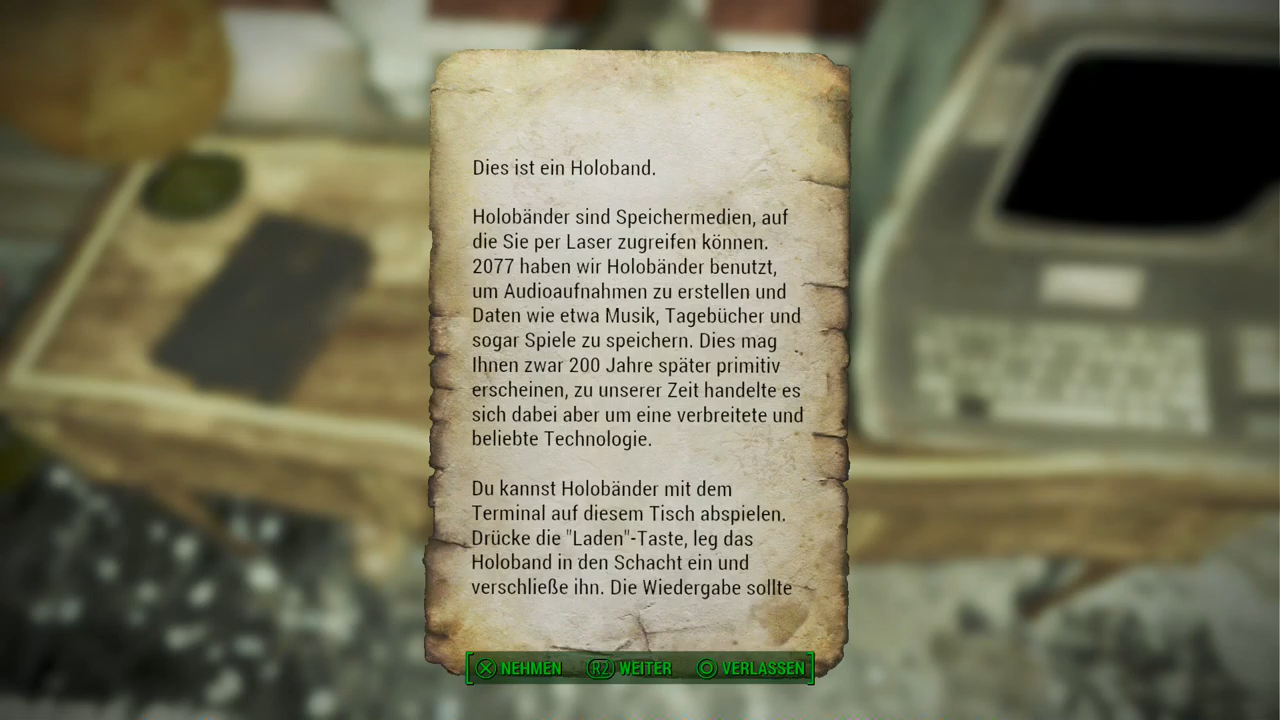 Dies ist ein Holoband.
Holobänder sind Speichermedien, auf
die Sie per Laser zugreifen können.
2077 haben wir Holobänder benutzt,
um Audioaufnahmen zu erstellen und
Daten wie etwa Musik, Tagebücher und
sogar Spiele zu speichern. Dies mag
Ihnen zwar 200 Jahre später primitiv
erscheinen, zu unserer Zeit handelte es
sich dabei aber um eine verbreitete und
beliebte Technologie.
Du kannst Holobänder mit dem
Terminal auf diesem Tisch abspielen.
Drücke die "Laden"-Taste, leg das
Holoband in den Schacht ein und
verschließe ihn. Die Wiedergabe sollte
NEHMEN R2 WEITER VERLASSEN